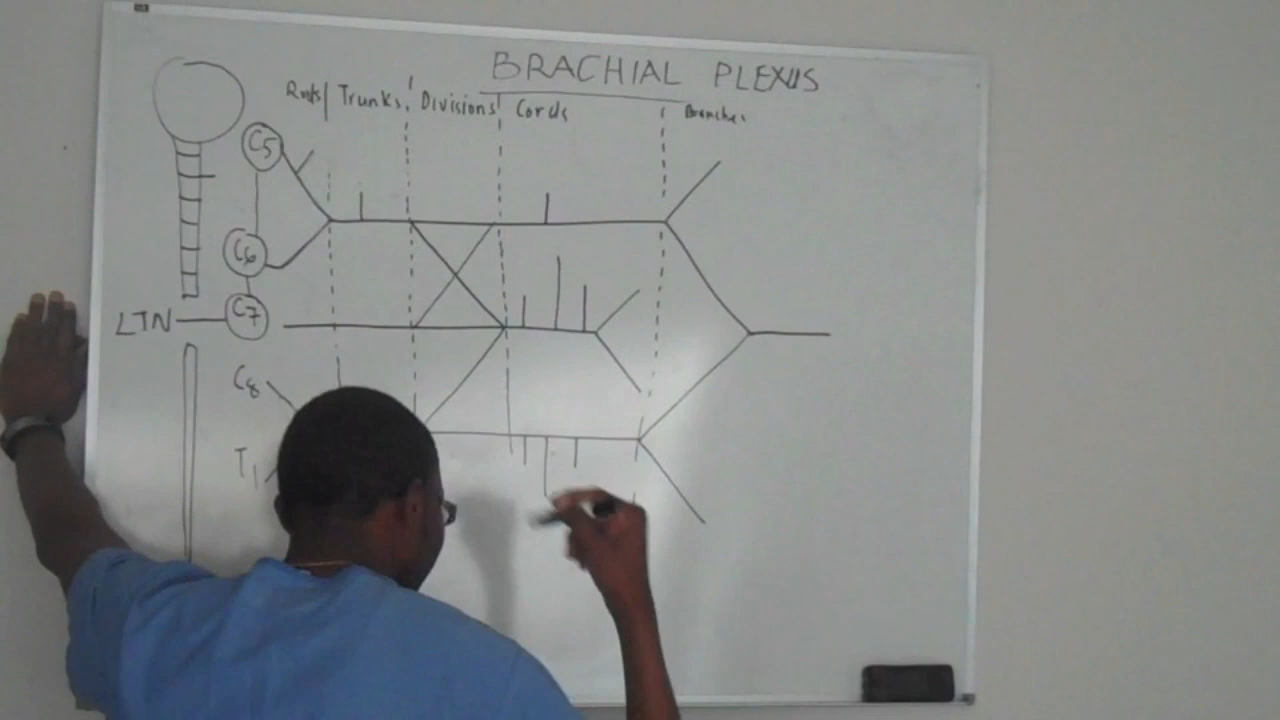 BRACHIAL PLEXUS
Roots Trunks Divisions Cords Branches
C5
C6
LTN C7
C8
T1